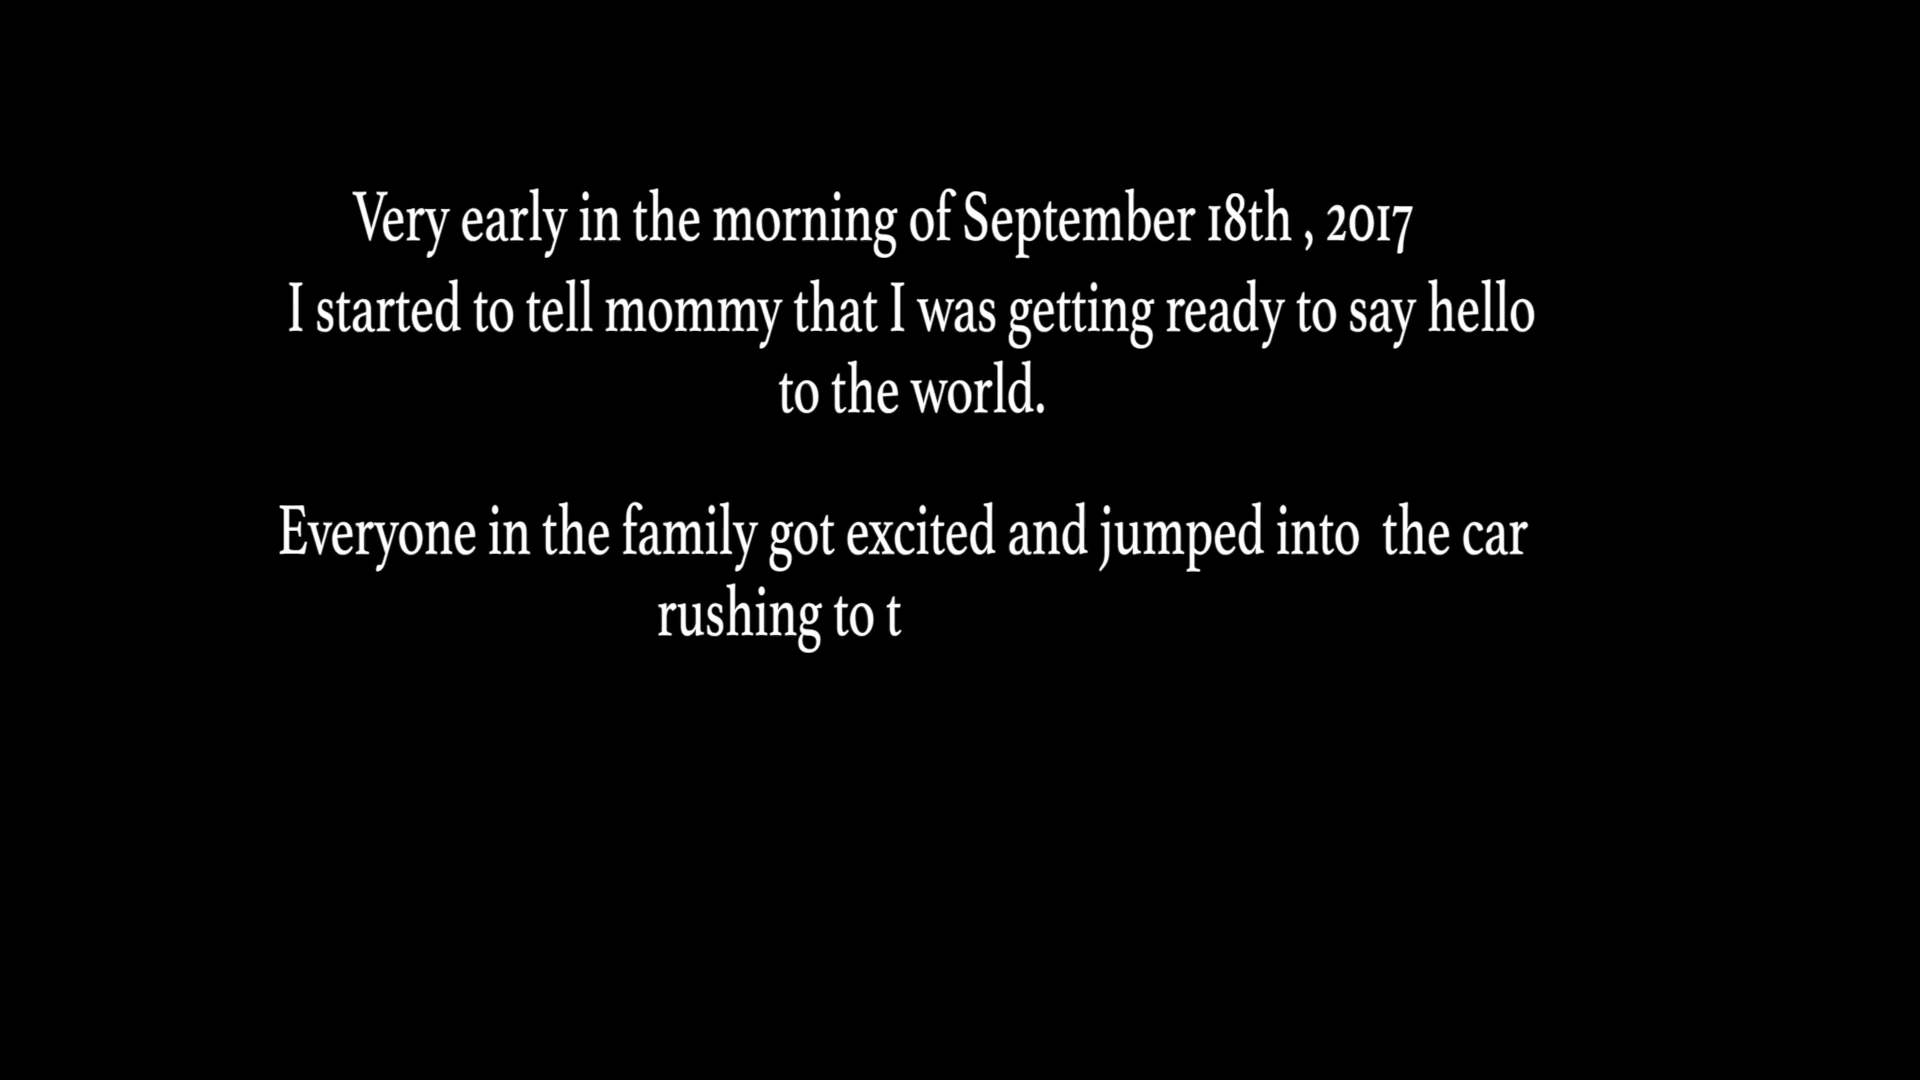 Very early in the morning of September 18th , 2017
I started to tell mommy that I was getting ready to say hello
to the world.
Everyone in the family got excited and jumped into  the car
rushing to t